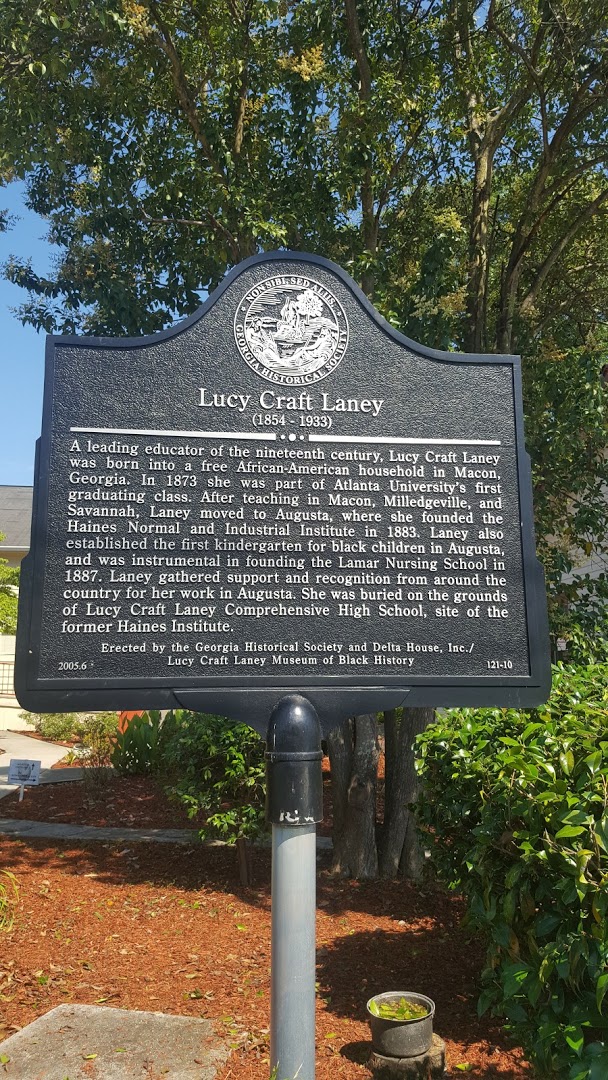 NON SIBI, SED ALIIS
GEORGIA HISTORICAL SOCIETY
Lucy Craft Laney
(1854 - 1933)
A leading educator of the nineteenth century, Lucy Craft Laney
was born into a free African-American household in Macon,
Georgia. In 1873 she was part of Atlanta University's first
graduating class. After teaching in Macon, Milledgeville, and
Savannah, Laney moved to Augusta, where she founded the
Haines Normal and Industrial Institute in 1883. Laney also
established the first kindergarten for black children in Augusta,
and was instrumental in founding the Lamar Nursing School in
1887. Laney gathered support and recognition from around the
country for her work in Augusta. She was buried on the grounds
of Lucy Craft Laney Comprehensive High School, site of the
former Haines Institute.
Erected by the Georgia Historical Society and Delta House, Inc./
Lucy Craft Laney Museum of Black History
2005.6
121-10